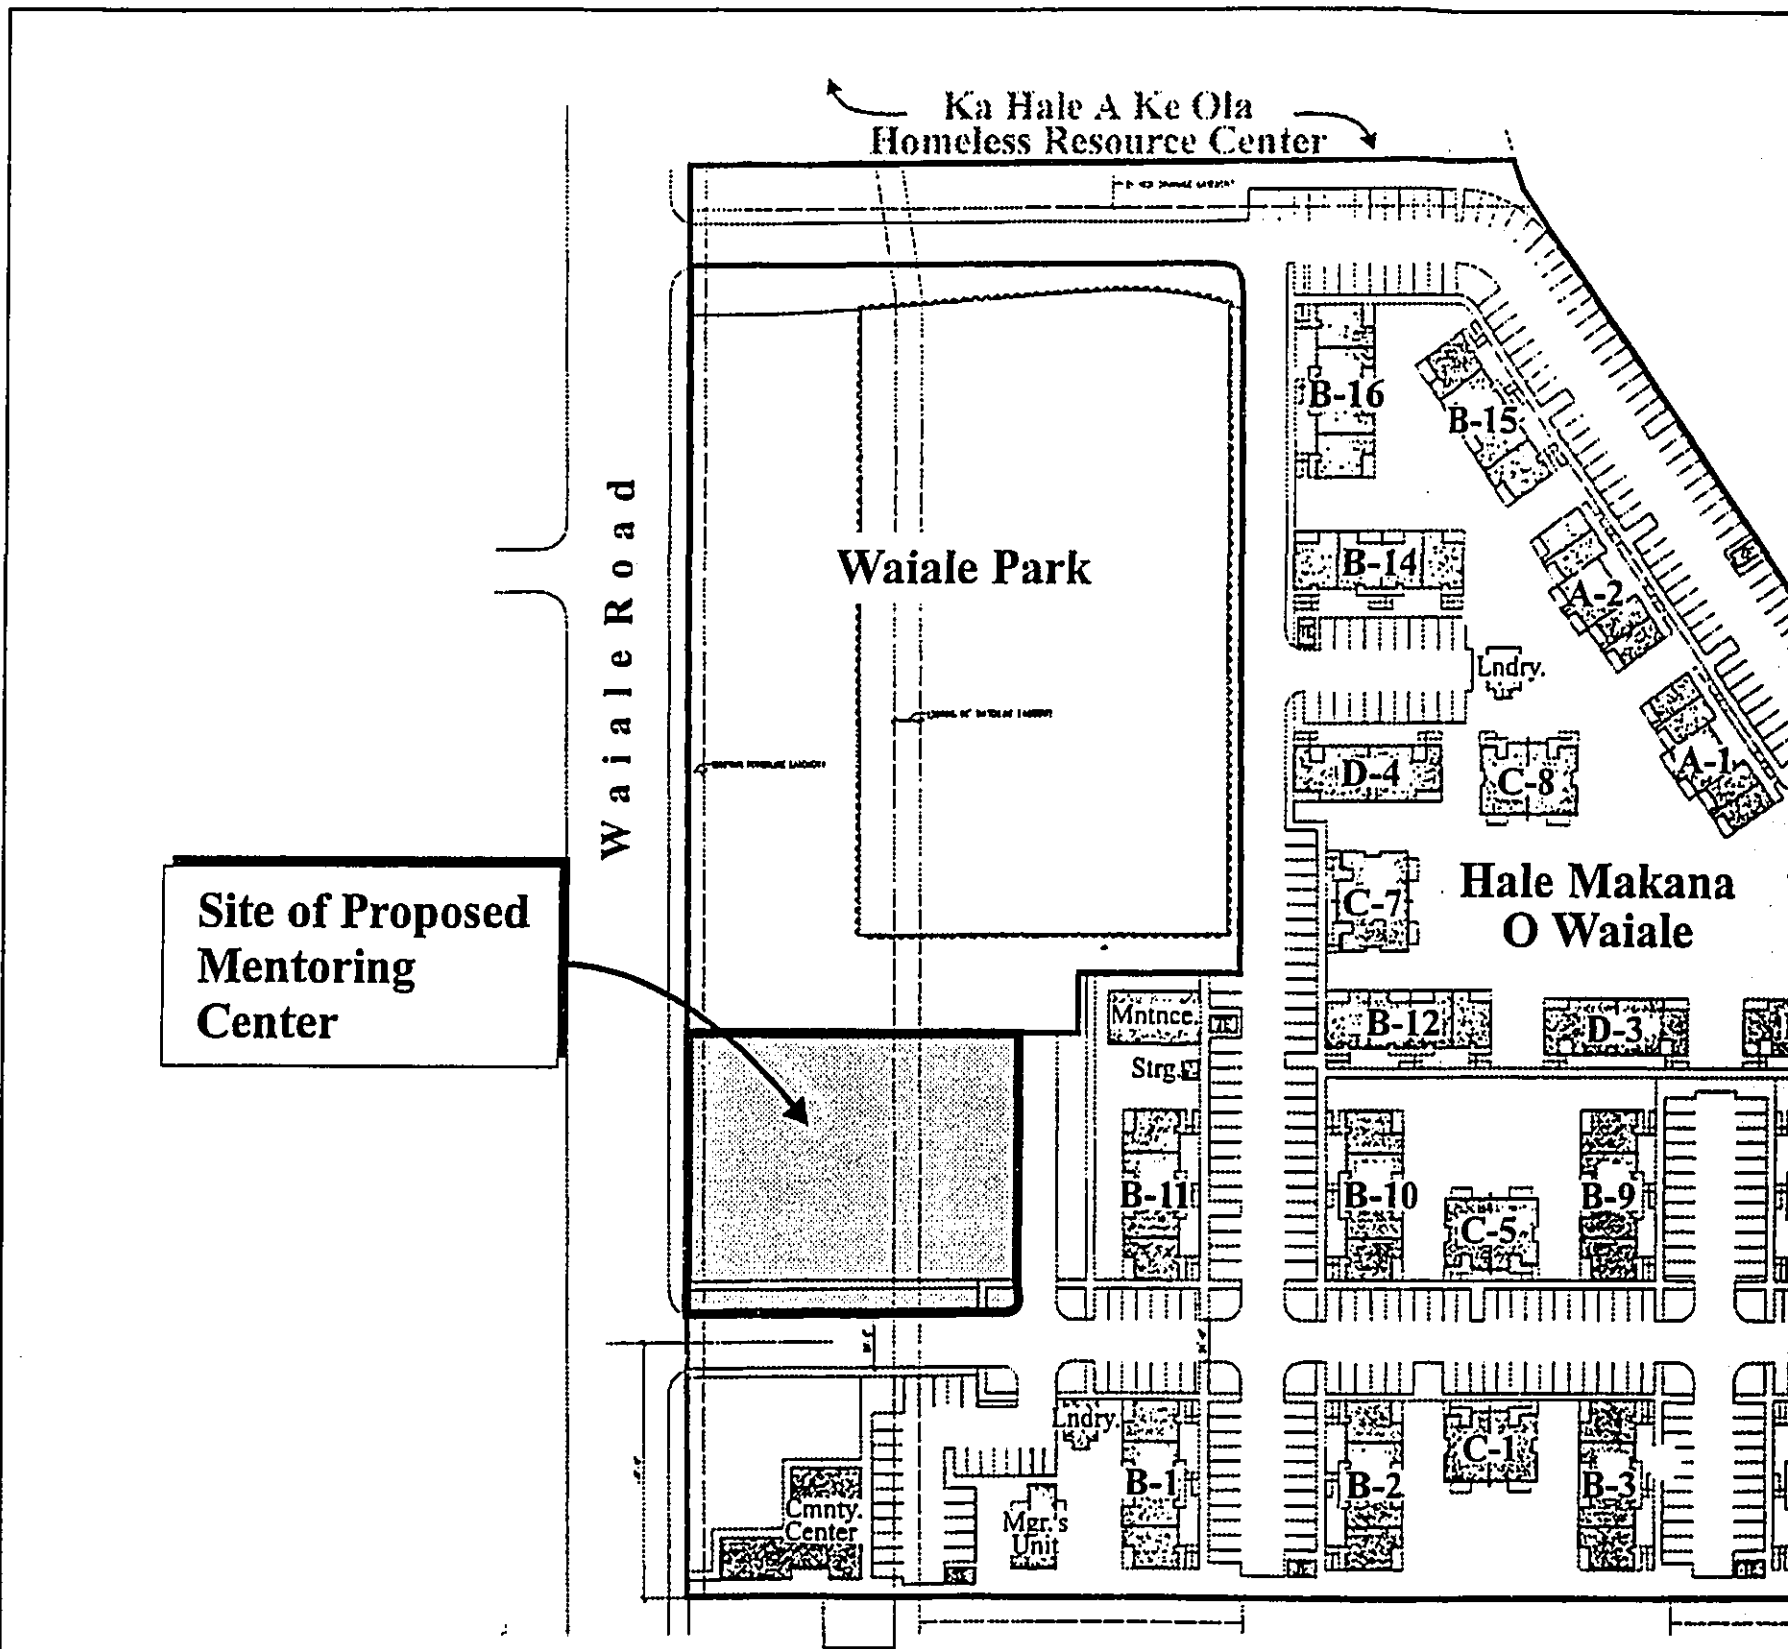 Ka Hale A Ke Ola
Homeless Resource Center
B-16
B-15
Waiale Road
Waiale Park
B-14
A-2
Lndry.
D-4
C-8
A-1
Site of Proposed
Mentoring
Center
C-7
Hale Makana
O Waiale
Mntnce.
B-12
D-3
Strg.
B-11
B-10
C-5
B-9
Lndry.
B-1
B-2
C-1
B-3
Cmnty.
Center
Mgr.'s
Unit